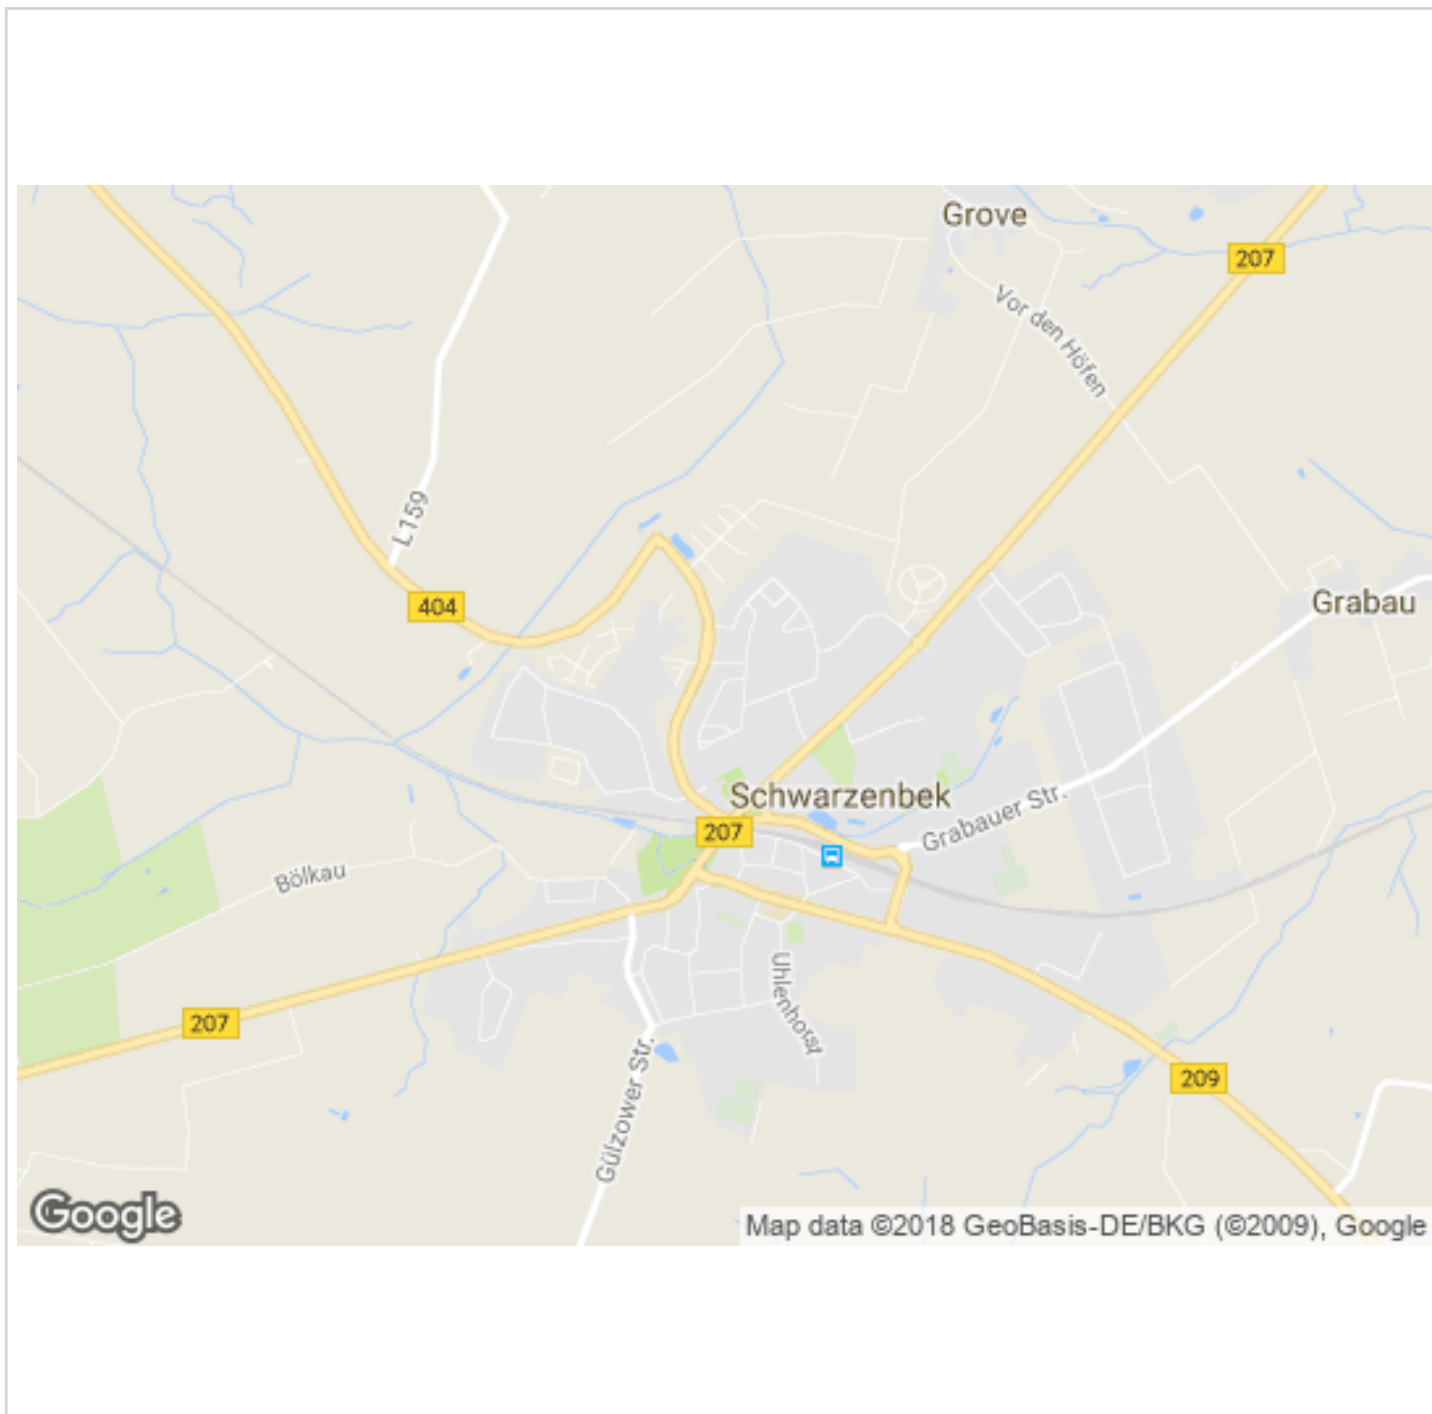 Grove
207
Vor den Höfen
L159
404
Grabau
Schwarzenbek
207
Grabauer Str.
Bölkau
Uhlenhorst
207
Gülzower Str.
209
Google
Map data ©2018 GeoBasis-DE/BKG (©2009), Google